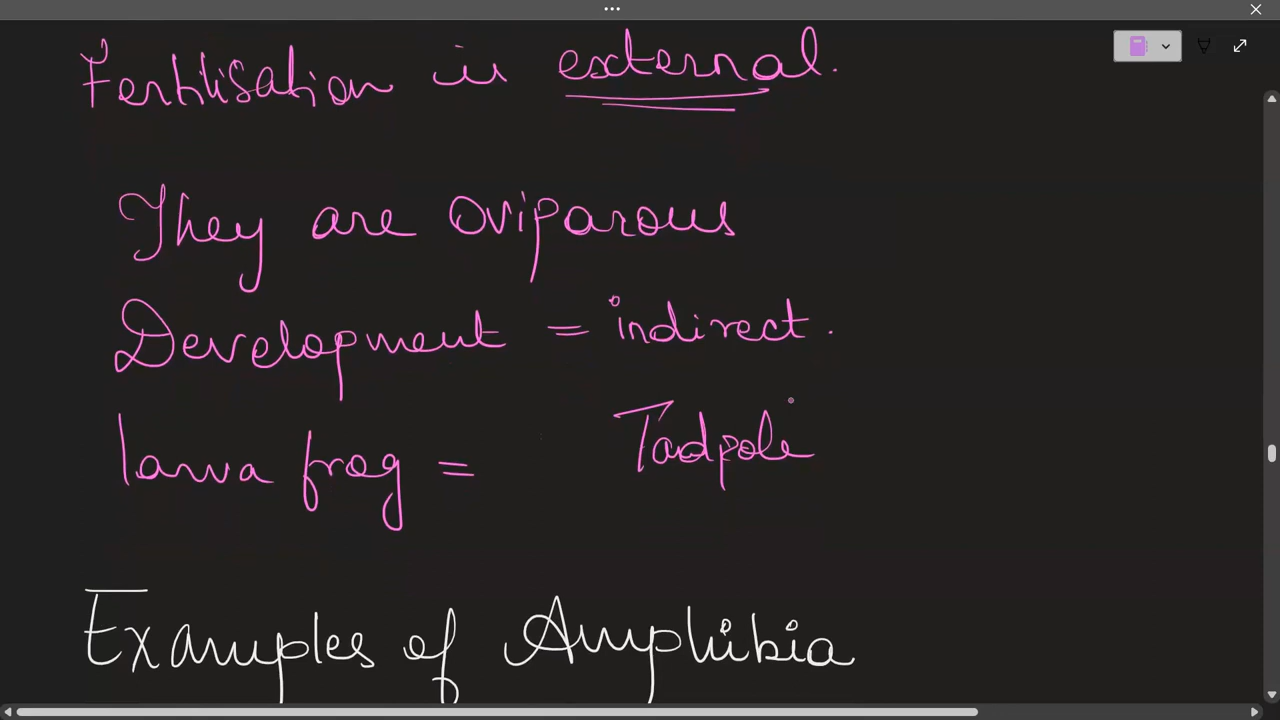 Fertilisation is external.
They are oviparous
Development = indirect.
larva frog = Tadpole
Examples of Amphibia